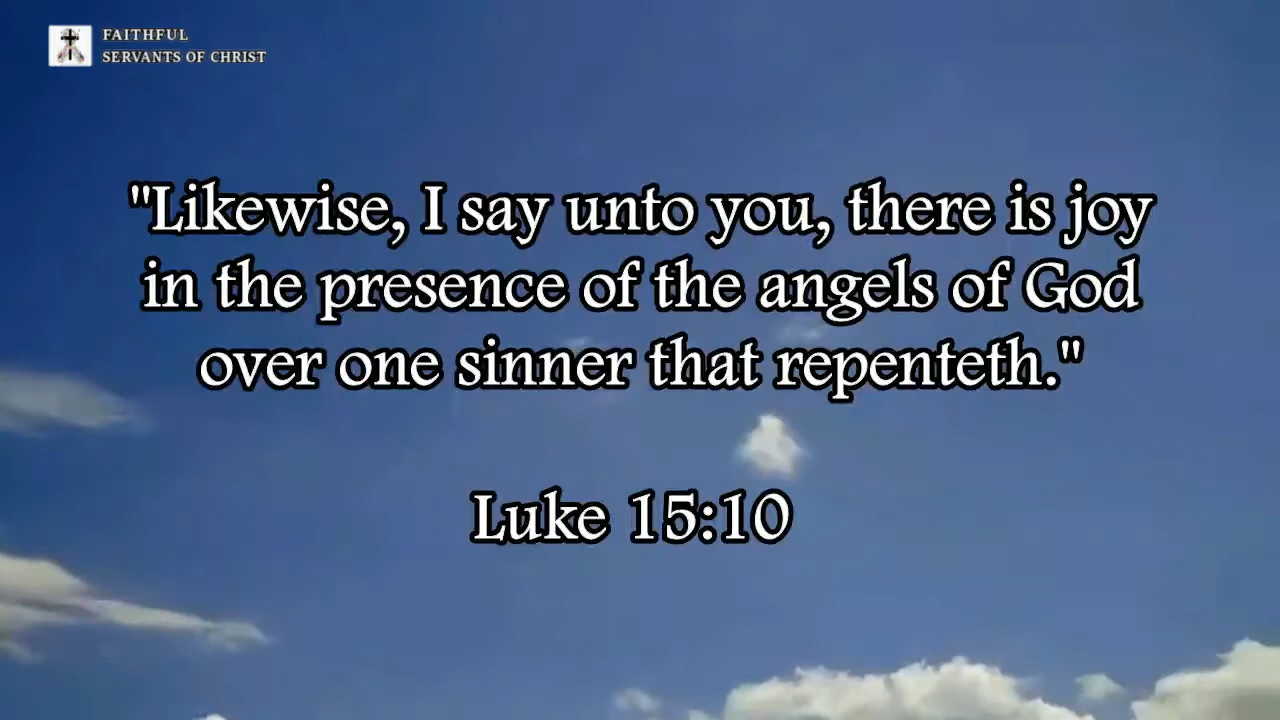 FAITHFUL
SERVANTS OF CHRIST
"Likewise, I say unto you, there is joy
in the presence of the angels of God
over one sinner that repenteth."
Luke 15:10